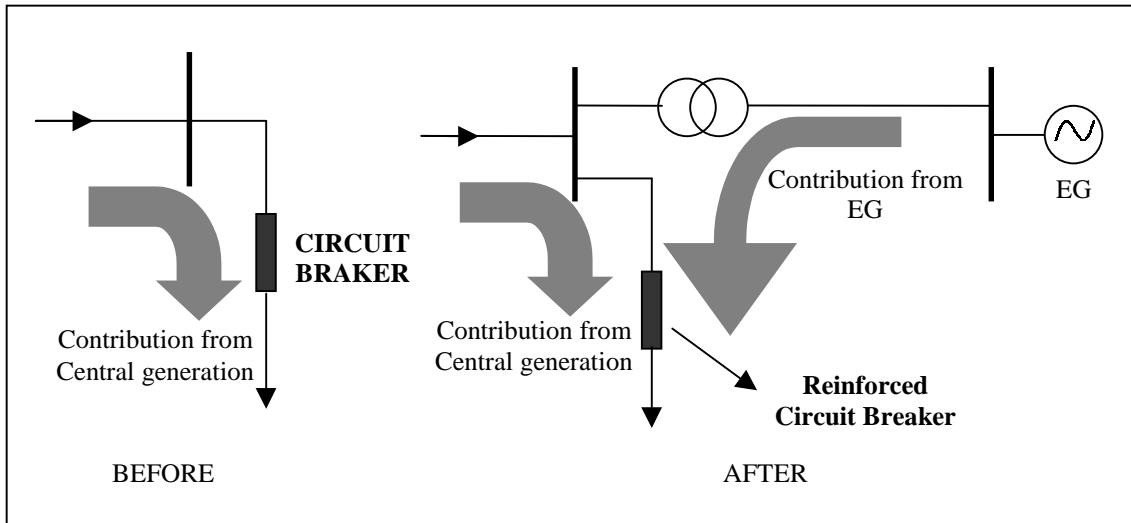 CIRCUIT
BRAKER
Contribution from
Central generation
BEFORE
Contribution from
EG
EG
Contribution from
Central generation
Reinforced
Circuit Breaker
AFTER